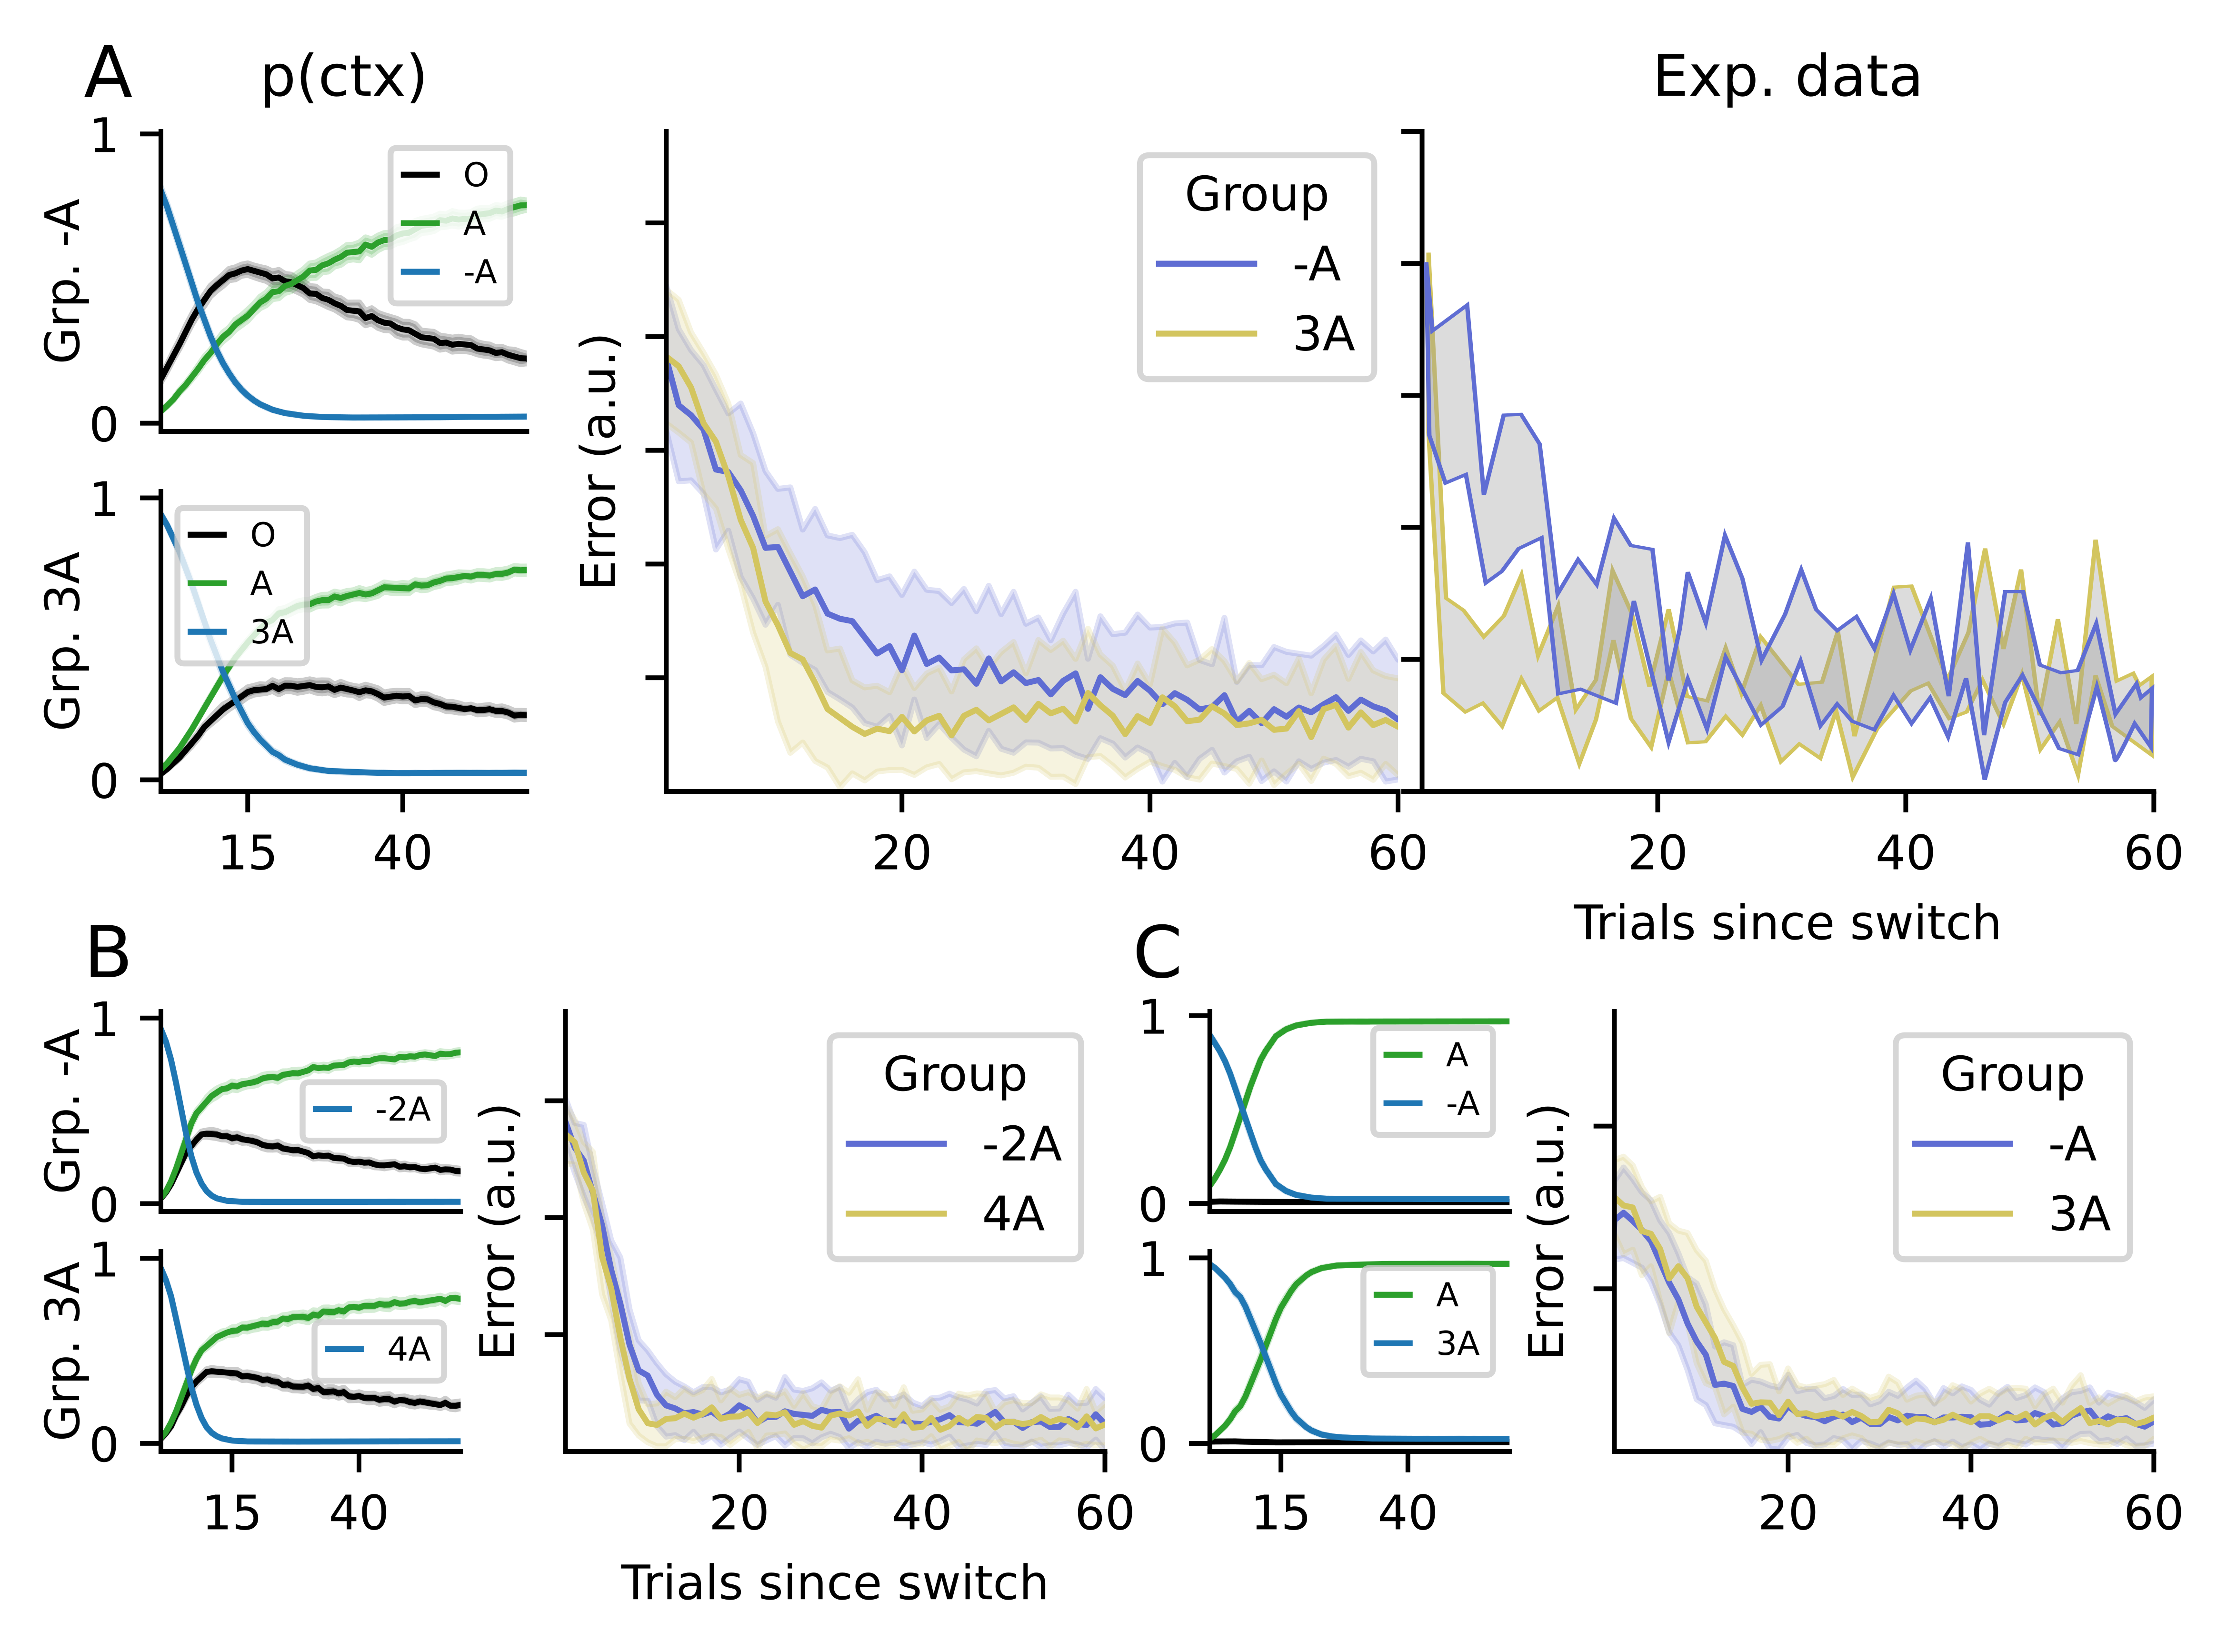 A
p(ctx)
Exp. data
Grp. -A
1
0
O
A
-A
Grp. 3A
1
0
O
A
3A
15
40
Error (a.u.)
Group
-A
3A
20
40
60
20
40
60
Trials since switch
B
Grp. -A
1
0
-2A
Grp. 3A
1
0
4A
15
40
Error (a.u.)
Group
-2A
4A
20
40
60
Trials since switch
C
1
0
A
-A
1
0
A
3A
15
40
Error (a.u.)
Group
-A
3A
20
40
60